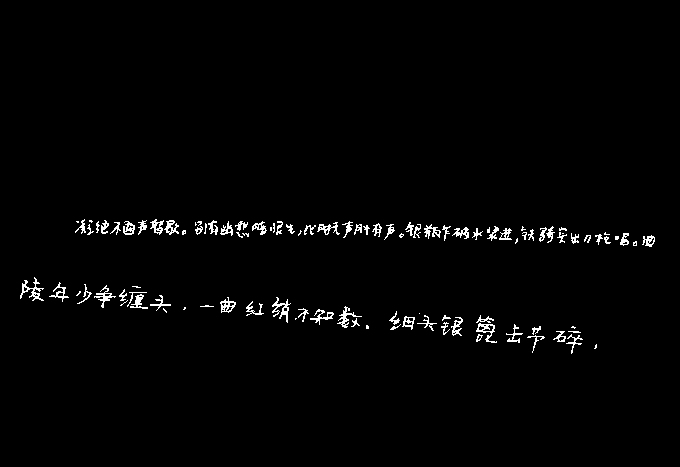 凝绝不通声暂歇。别有幽愁暗恨生,此时无声胜有声。银瓶乍破水浆迸,铁骑突出刀枪鸣。曲
陵年少争缠头,一曲红绡不知数。细头银篦击节碎,